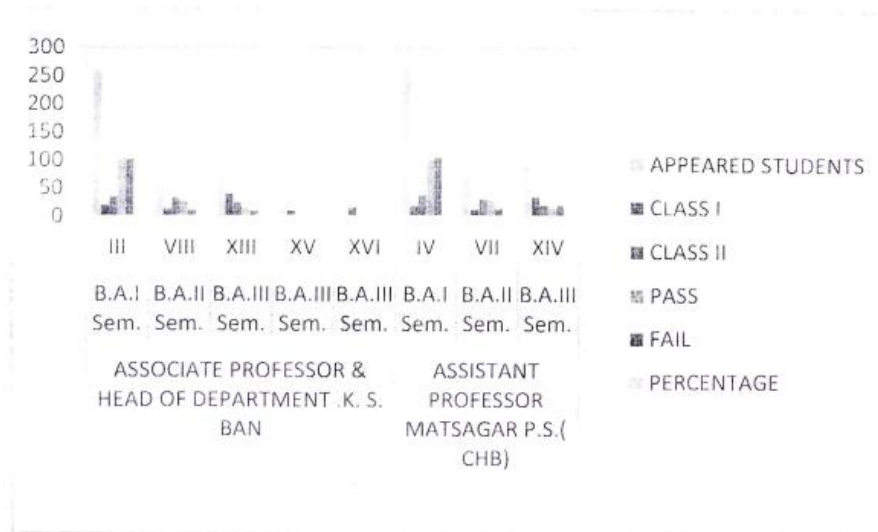 300
250
200
150
100
50
0
III VIII XIII XV XVI IV VII XIV
B.A.I B.A.II B.A.III B.A.III B.A.III B.A.I B.A.II B.A.III
Sem. Sem. Sem. Sem. Sem. Sem. Sem. Sem.
ASSOCIATE PROFESSOR &
HEAD OF DEPARTMENT .K. S.
BAN
ASSISTANT
PROFESSOR
MATSAGAR P.S.(
CHB)
APPEARED STUDENTS
CLASS I
CLASS II
PASS
FAIL
PERCENTAGE